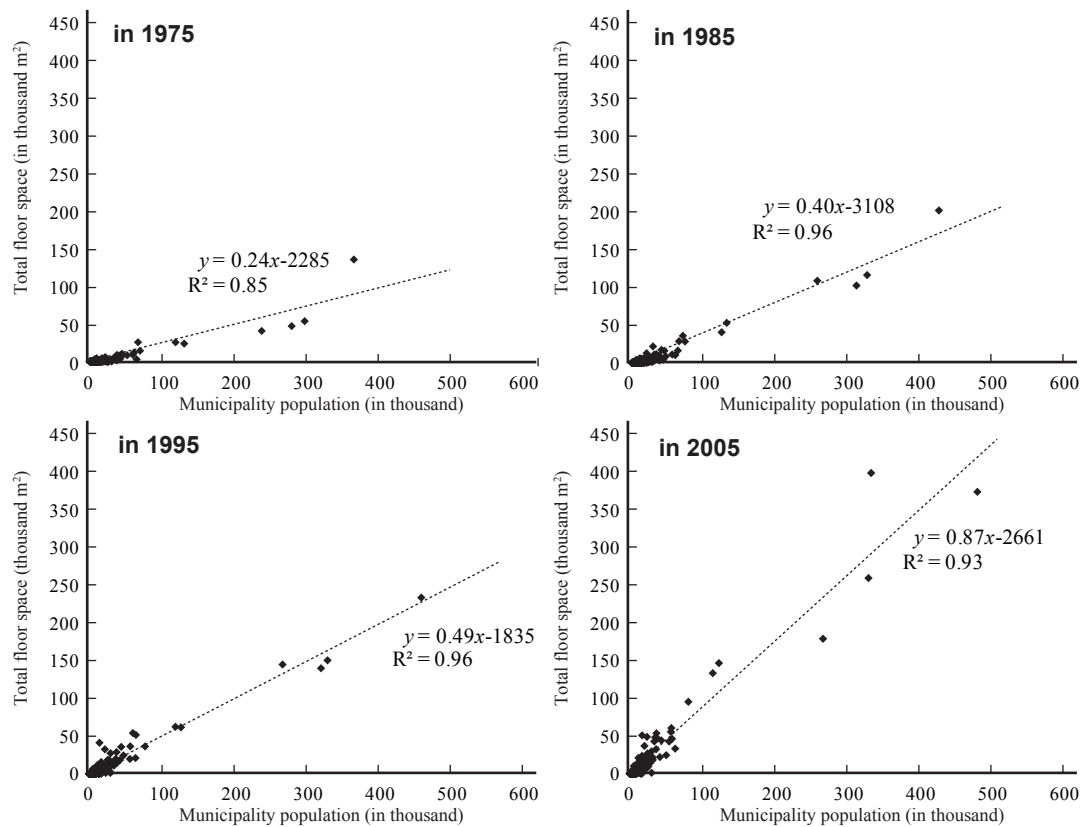 in 1975
Total floor space (in thousand m²)
450
400
350
300
250
200
150
100
50
0
y = 0.24x-2285
R² = 0.85
0 100 200 300 400 500 600
Municipality population (in thousand)
in 1985
Total floor space (in thousand m²)
450
400
350
300
250
200
150
100
50
0
y = 0.40x-3108
R² = 0.96
0 100 200 300 400 500 600
Municipality population (in thousand)
in 1995
Total floor space (thousand m²)
450
400
350
300
250
200
150
100
50
0
y = 0.49x-1835
R² = 0.96
0 100 200 300 400 500 600
Municipality population (in thousand)
in 2005
Total floor space (in thousand m²)
450
400
350
300
250
200
150
100
50
0
y = 0.87x-2661
R² = 0.93
0 100 200 300 400 500 600
Municipality population (in thousand)